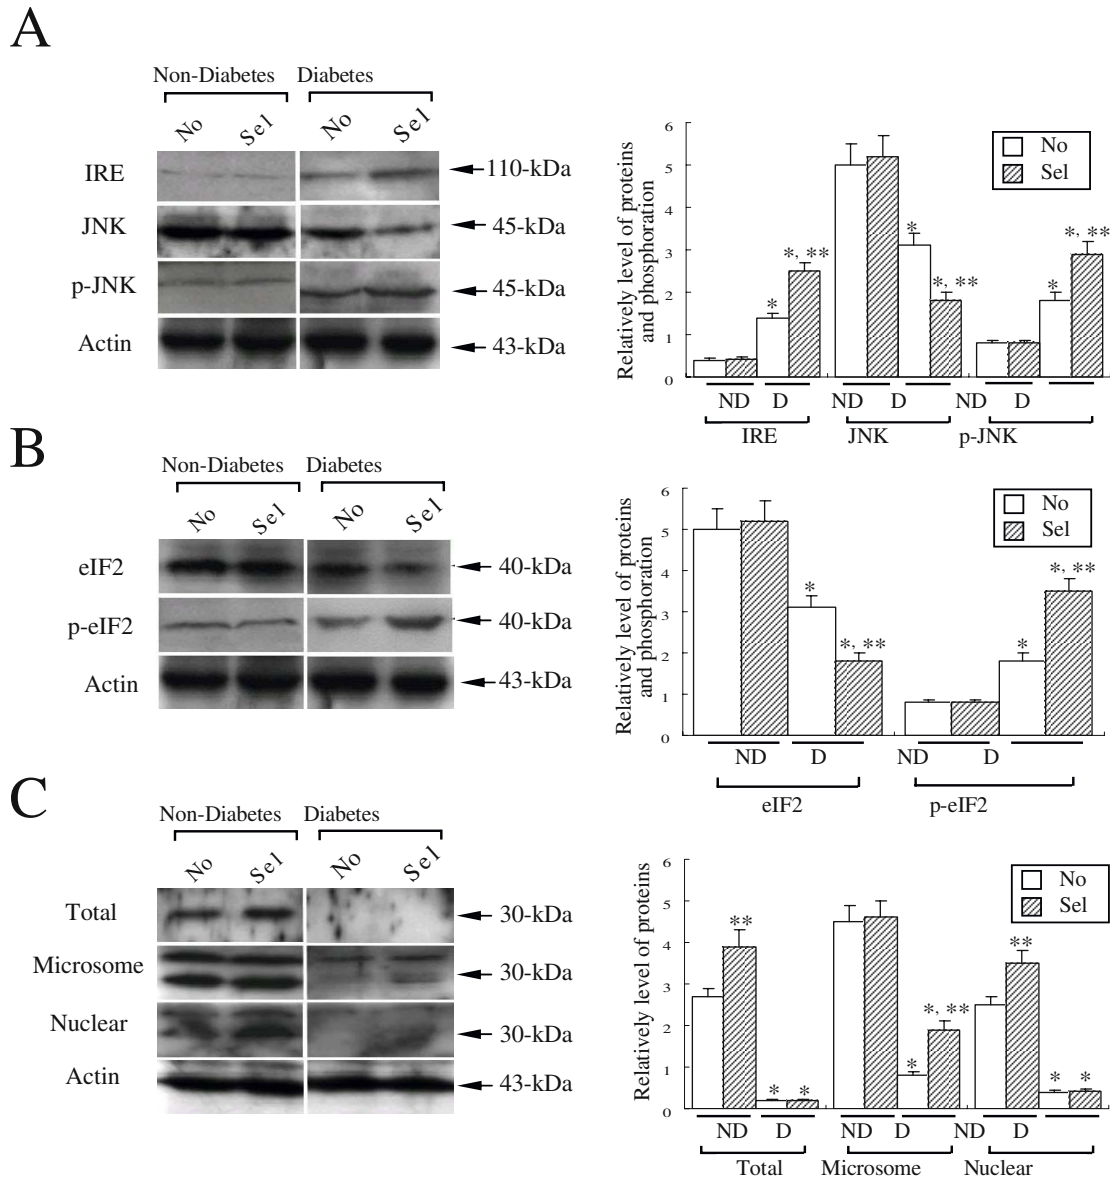 A
Non-Diabetes Diabetes
No Sel No Sel
IRE 110-kDa
JNK 45-kDa
p-JNK 45-kDa
Actin 43-kDa
Relatively level of proteins
and phosphoration
6
5
4
3
2
1
0
No
Sel
* *, ** * *, ** * *, **
ND D ND D ND D
IRE JNK p-JNK
B
Non-Diabetes Diabetes
No Sel No Sel
eIF2 40-kDa
p-eIF2 40-kDa
Actin 43-kDa
Relatively level of proteins
and phosphoration
6
5
4
3
2
1
0
No
Sel
* *, ** * *, **
ND D ND D
eIF2 p-eIF2
C
Non-Diabetes Diabetes
No Sel No Sel
Total 30-kDa
Microsome 30-kDa
Nuclear 30-kDa
Actin 43-kDa
Relatively level of proteins
6
5
4
3
2
1
0
No
Sel
** * * * *, ** ** * *
ND D ND D ND D
Total Microsome Nuclear